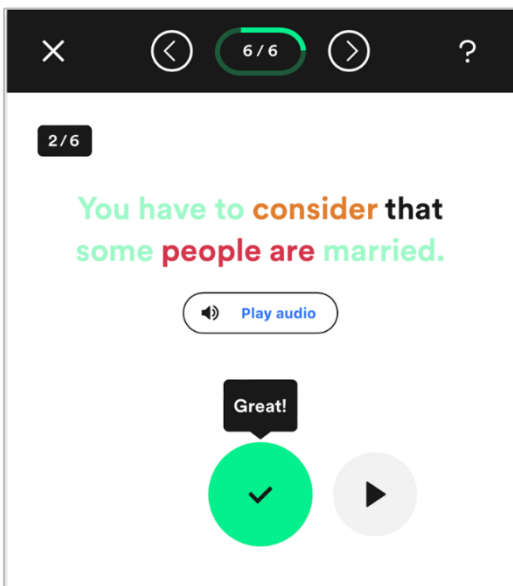 6/6
?
2/6
You have to consider that
some people are married.
Play audio
Great!